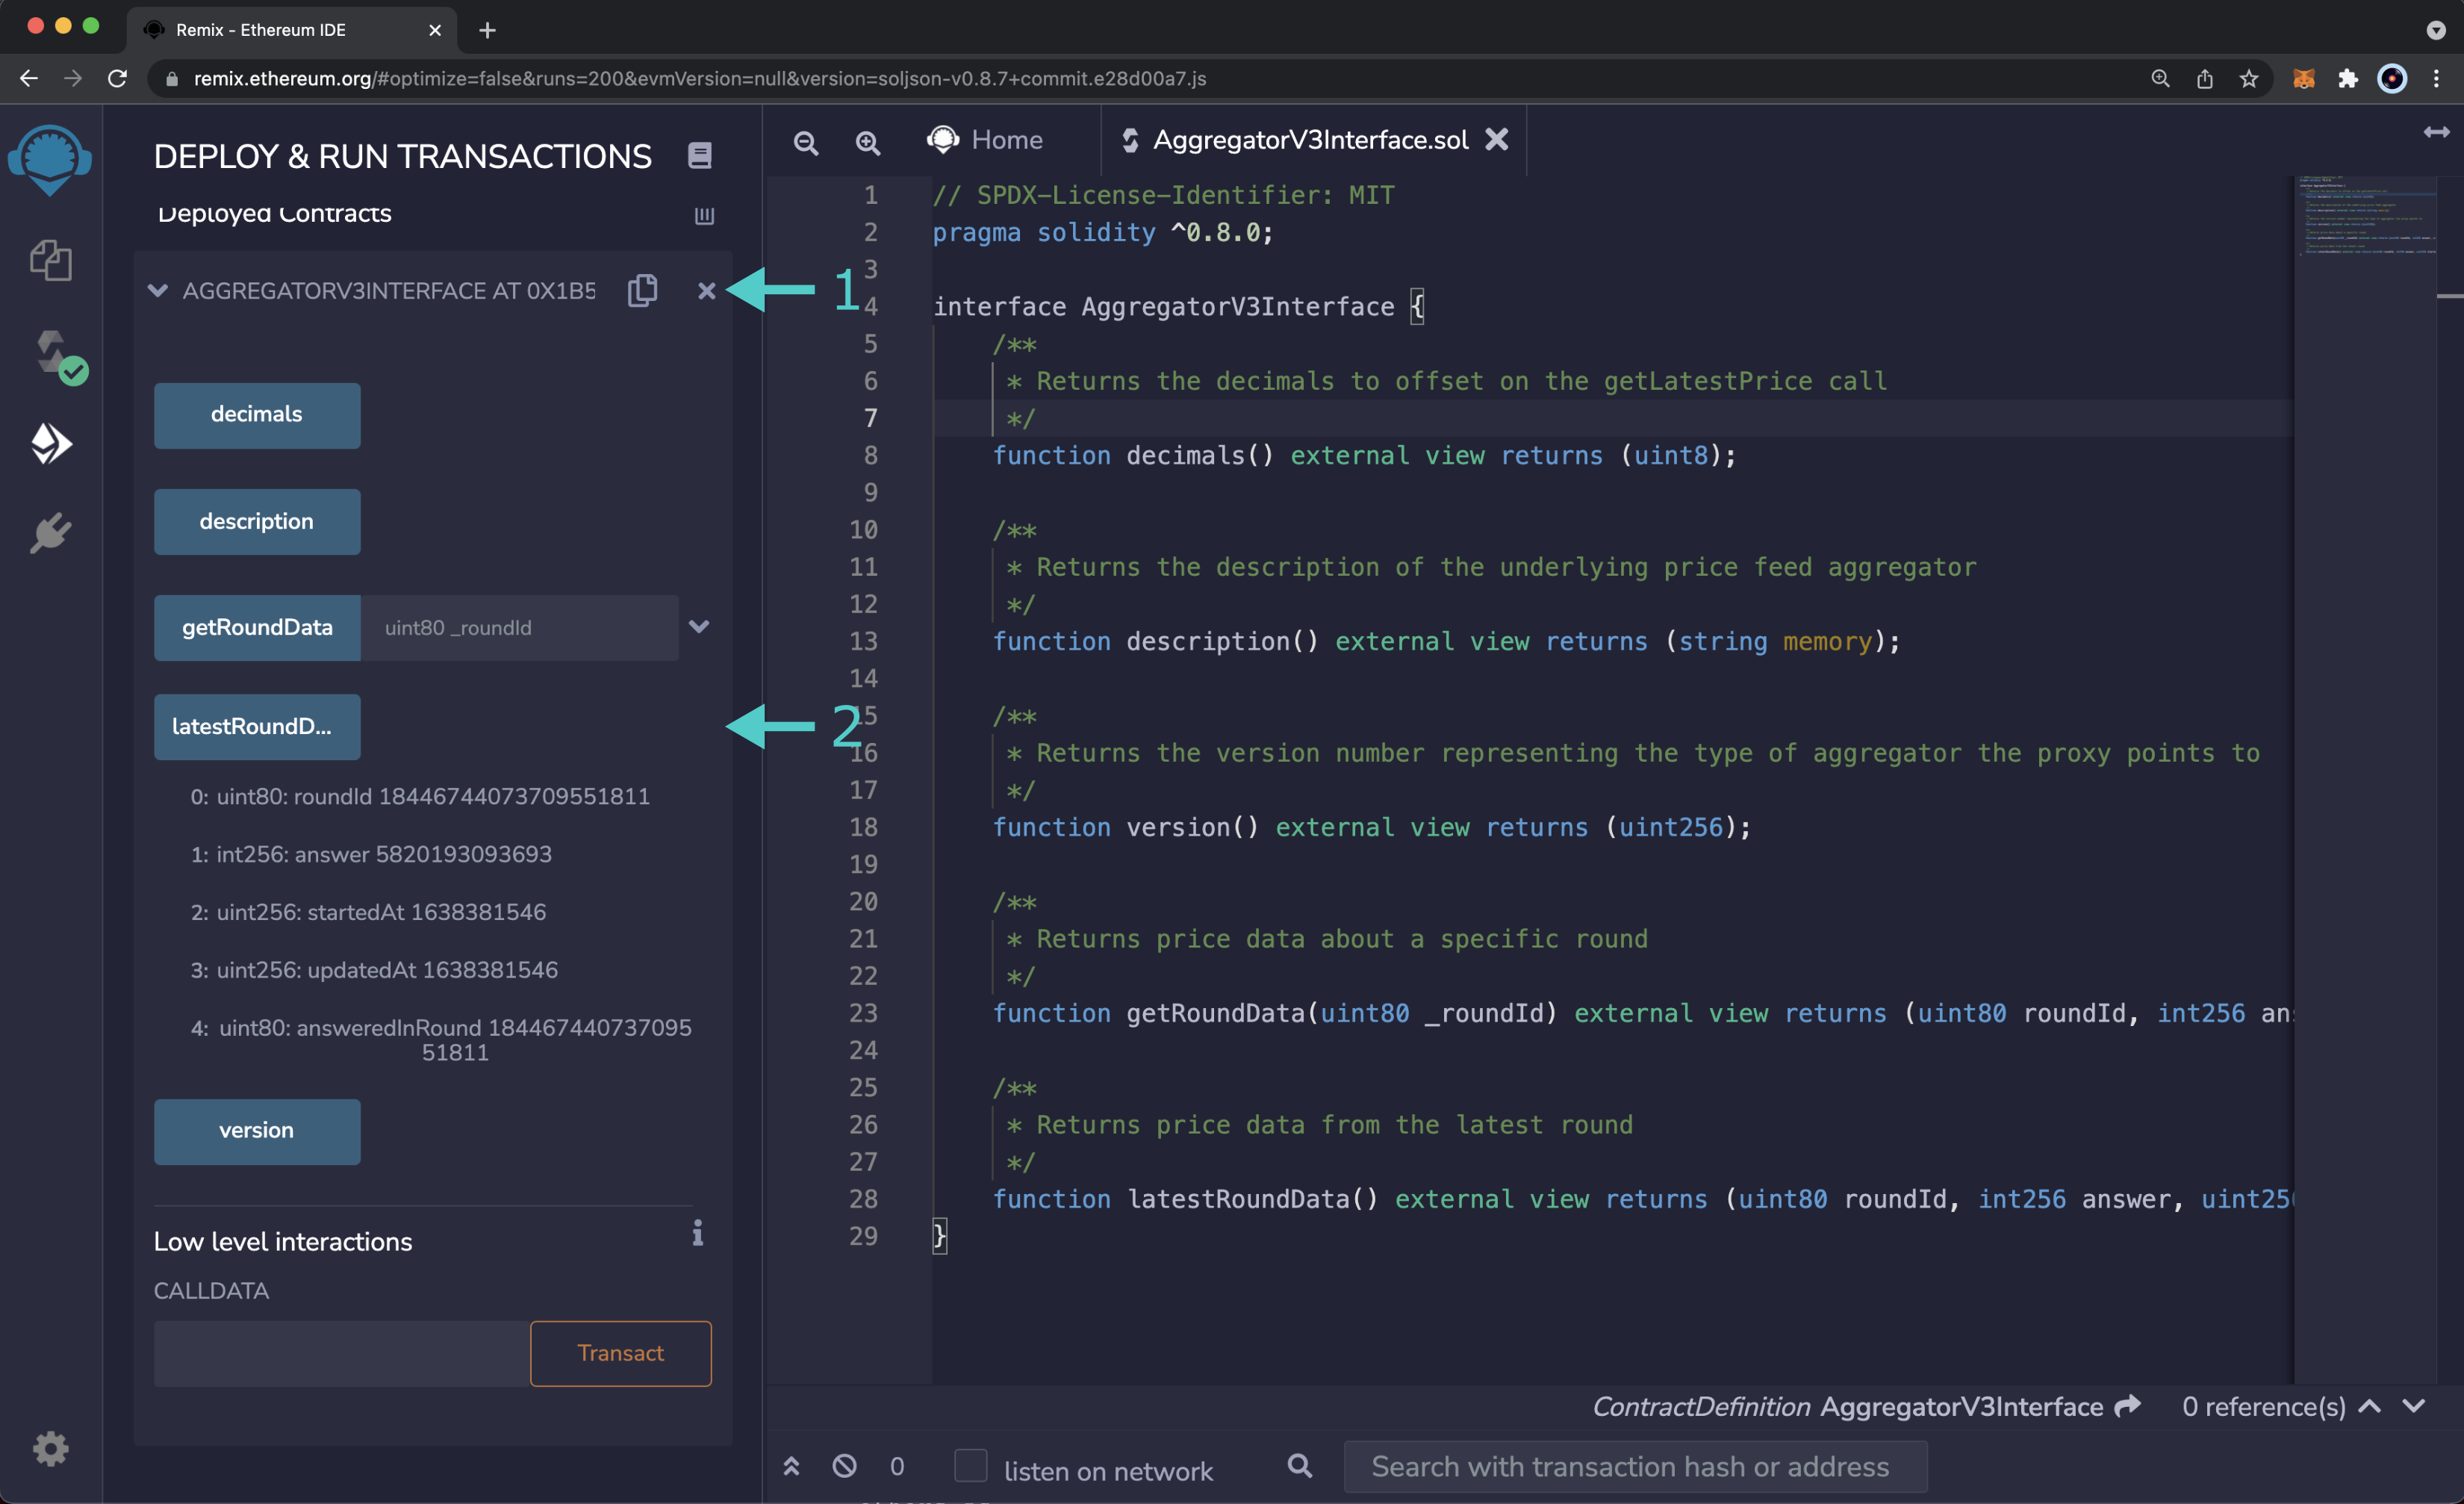 Remix - Ethereum IDE
remix.ethereum.org/#optimize=false&runs=200&evmVersion=null&version=soljson-v0.8.7+commit.e28d00a7.js
DEPLOY & RUN TRANSACTIONS
Deployed Contracts
AGGREGATORV3INTERFACE AT 0X1B5
1
decimals
description
getRoundData uint80 _roundId
latestRoundD...
2
0: uint80: roundId 18446744073709551811
1: int256: answer 5820193093693
2: uint256: startedAt 1638381546
3: uint256: updatedAt 1638381546
4: uint80: answeredInRound 184467440737095
51811
version
Low level interactions
CALLDATA
Transact
Home AggregatorV3Interface.sol
1 // SPDX-License-Identifier: MIT
2 pragma solidity ^0.8.0;
3
4 interface AggregatorV3Interface {
5 /**
6 * Returns the decimals to offset on the getLatestPrice call
7 */
8 function decimals() external view returns (uint8);
9
10 /**
11 * Returns the description of the underlying price feed aggregator
12 */
13 function description() external view returns (string memory);
14
15 /**
16 * Returns the version number representing the type of aggregator the proxy points to
17 */
18 function version() external view returns (uint256);
19
20 /**
21 * Returns price data about a specific round
22 */
23 function getRoundData(uint80 _roundId) external view returns (uint80 roundId, int256 an
24
25 /**
26 * Returns price data from the latest round
27 */
28 function latestRoundData() external view returns (uint80 roundId, int256 answer, uint25
29 }
ContractDefinition AggregatorV3Interface 0 reference(s)
0 listen on network Search with transaction hash or address